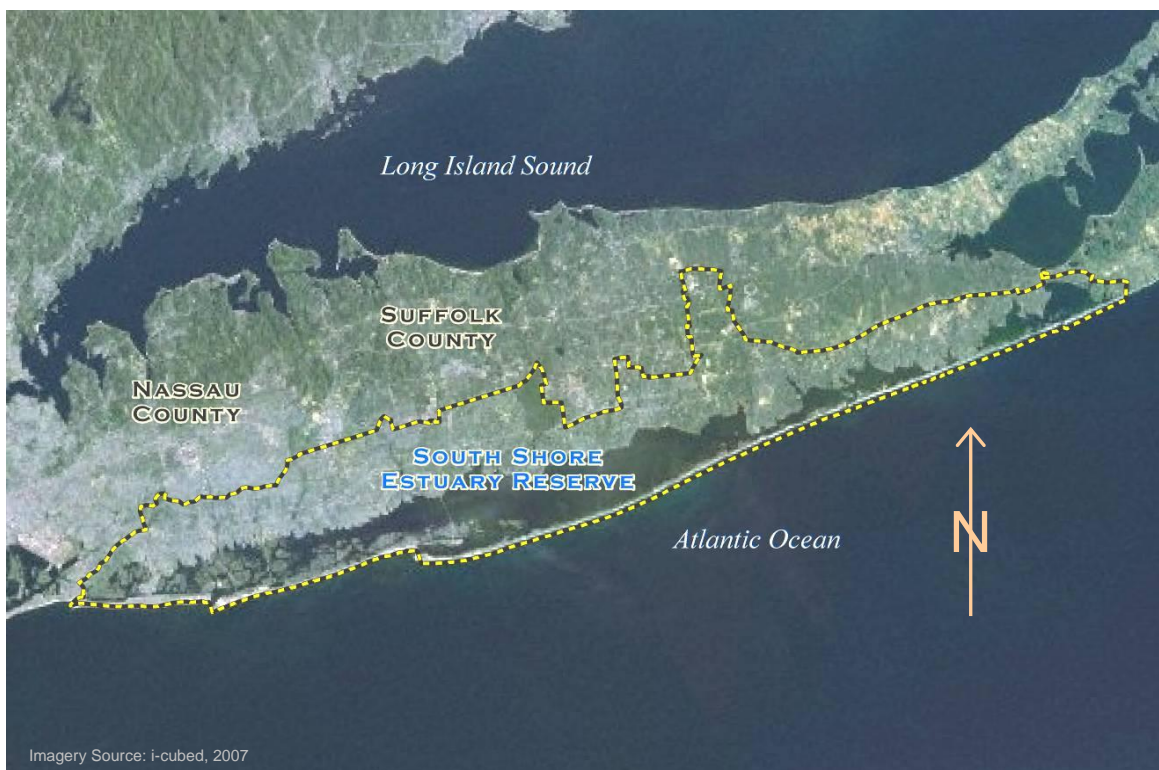 Long Island Sound
SUFFOLK
COUNTY
NASSAU
COUNTY
SOUTH SHORE
ESTUARY RESERVE
Atlantic Ocean
N
Imagery Source: i-cubed, 2007